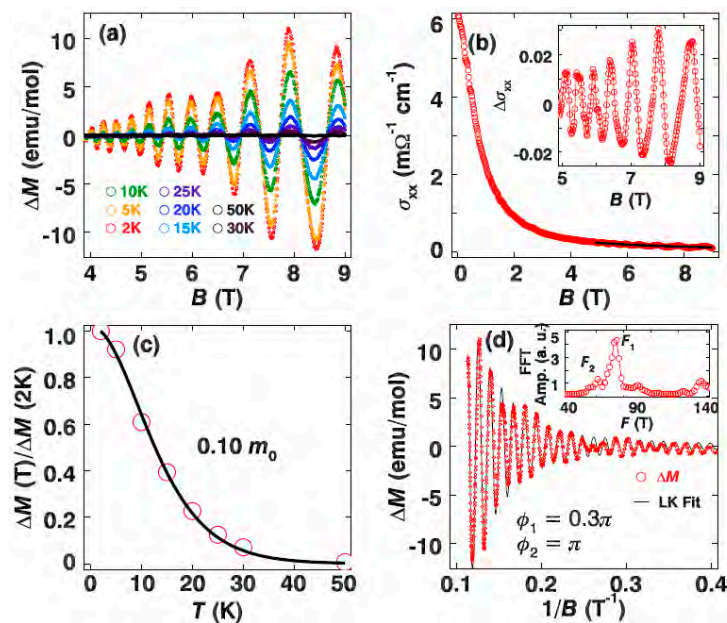 (a)
10
5
0
-5
-10
ΔM (emu/mol)
10K 25K
5K 20K 50K
2K 15K 30K
4 5 6 7 8 9
B (T)
(b)
6
4
2
0
σxx (mΩ⁻¹ cm⁻¹)
0.02
0
-0.02
Δσxx
5 7 9
B (T)
0 2 4 6 8
B (T)
(c)
1.0
0.8
0.6
0.4
0.2
0
ΔM (T)/ΔM (2K)
0.10 m₀
0 10 20 30 40 50
T (K)
(d)
10
5
0
-5
-10
ΔM (emu/mol)
FFT
Amp. (a. u.)
5
3
1
F₂
F₁
40 90 140
F (T)
ΔM
LK Fit
ϕ₁ = 0.3π
ϕ₂ = π
0.1 0.2 0.3 0.4
1/B (T⁻¹)